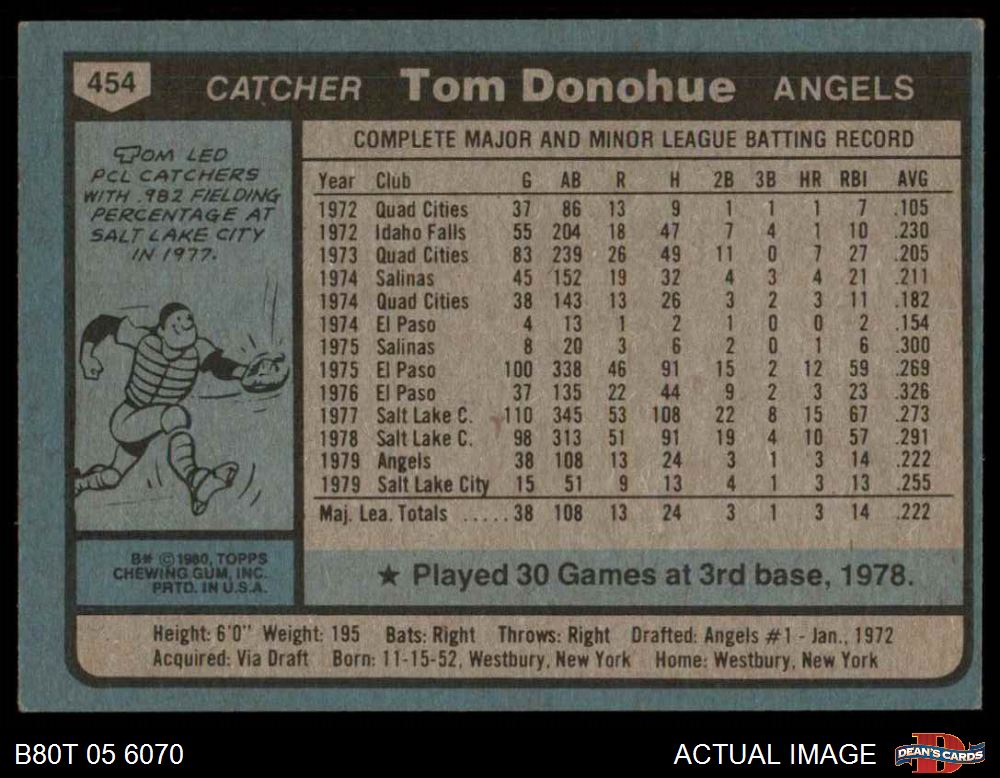 454 CATCHER Tom Donohue ANGELS
TOM LED
PCL CATCHERS
WITH .982 FIELDING
PERCENTAGE AT
SALT LAKE CITY
IN 1977.
COMPLETE MAJOR AND MINOR LEAGUE BATTING RECORD
Year Club G AB R H 2B 3B HR RBI AVG
1972 Quad Cities 37 86 13 9 1 1 1 7 .105
1972 Idaho Falls 55 204 18 47 7 4 1 10 .230
1973 Quad Cities 83 239 26 49 11 0 7 27 .205
1974 Salinas 45 152 19 32 4 3 4 21 .211
1974 Quad Cities 38 143 13 26 3 2 3 11 .182
1974 El Paso 4 13 1 2 1 0 0 2 .154
1975 Salinas 8 20 3 6 2 0 1 6 .300
1975 El Paso 100 338 46 91 15 2 12 59 .269
1976 El Paso 37 135 22 44 9 2 3 23 .326
1977 Salt Lake C. 110 345 53 108 22 8 15 67 .273
1978 Salt Lake C. 98 313 51 91 19 4 10 57 .291
1979 Angels 38 108 13 24 3 1 3 14 .222
1979 Salt Lake City 15 51 9 13 4 1 3 13 .255
Maj. Lea. Totals .....38 108 13 24 3 1 3 14 .222
B* © 1980, TOPPS
CHEWING GUM, INC.
PRTD. IN U.S.A.
★ Played 30 Games at 3rd base, 1978.
Height: 6'0" Weight: 195 Bats: Right Throws: Right Drafted: Angels #1 - Jan., 1972
Acquired: Via Draft Born: 11-15-52, Westbury, New York Home: Westbury, New York
B80T 05 6070
ACTUAL IMAGE
D
DEAN'S CARDS